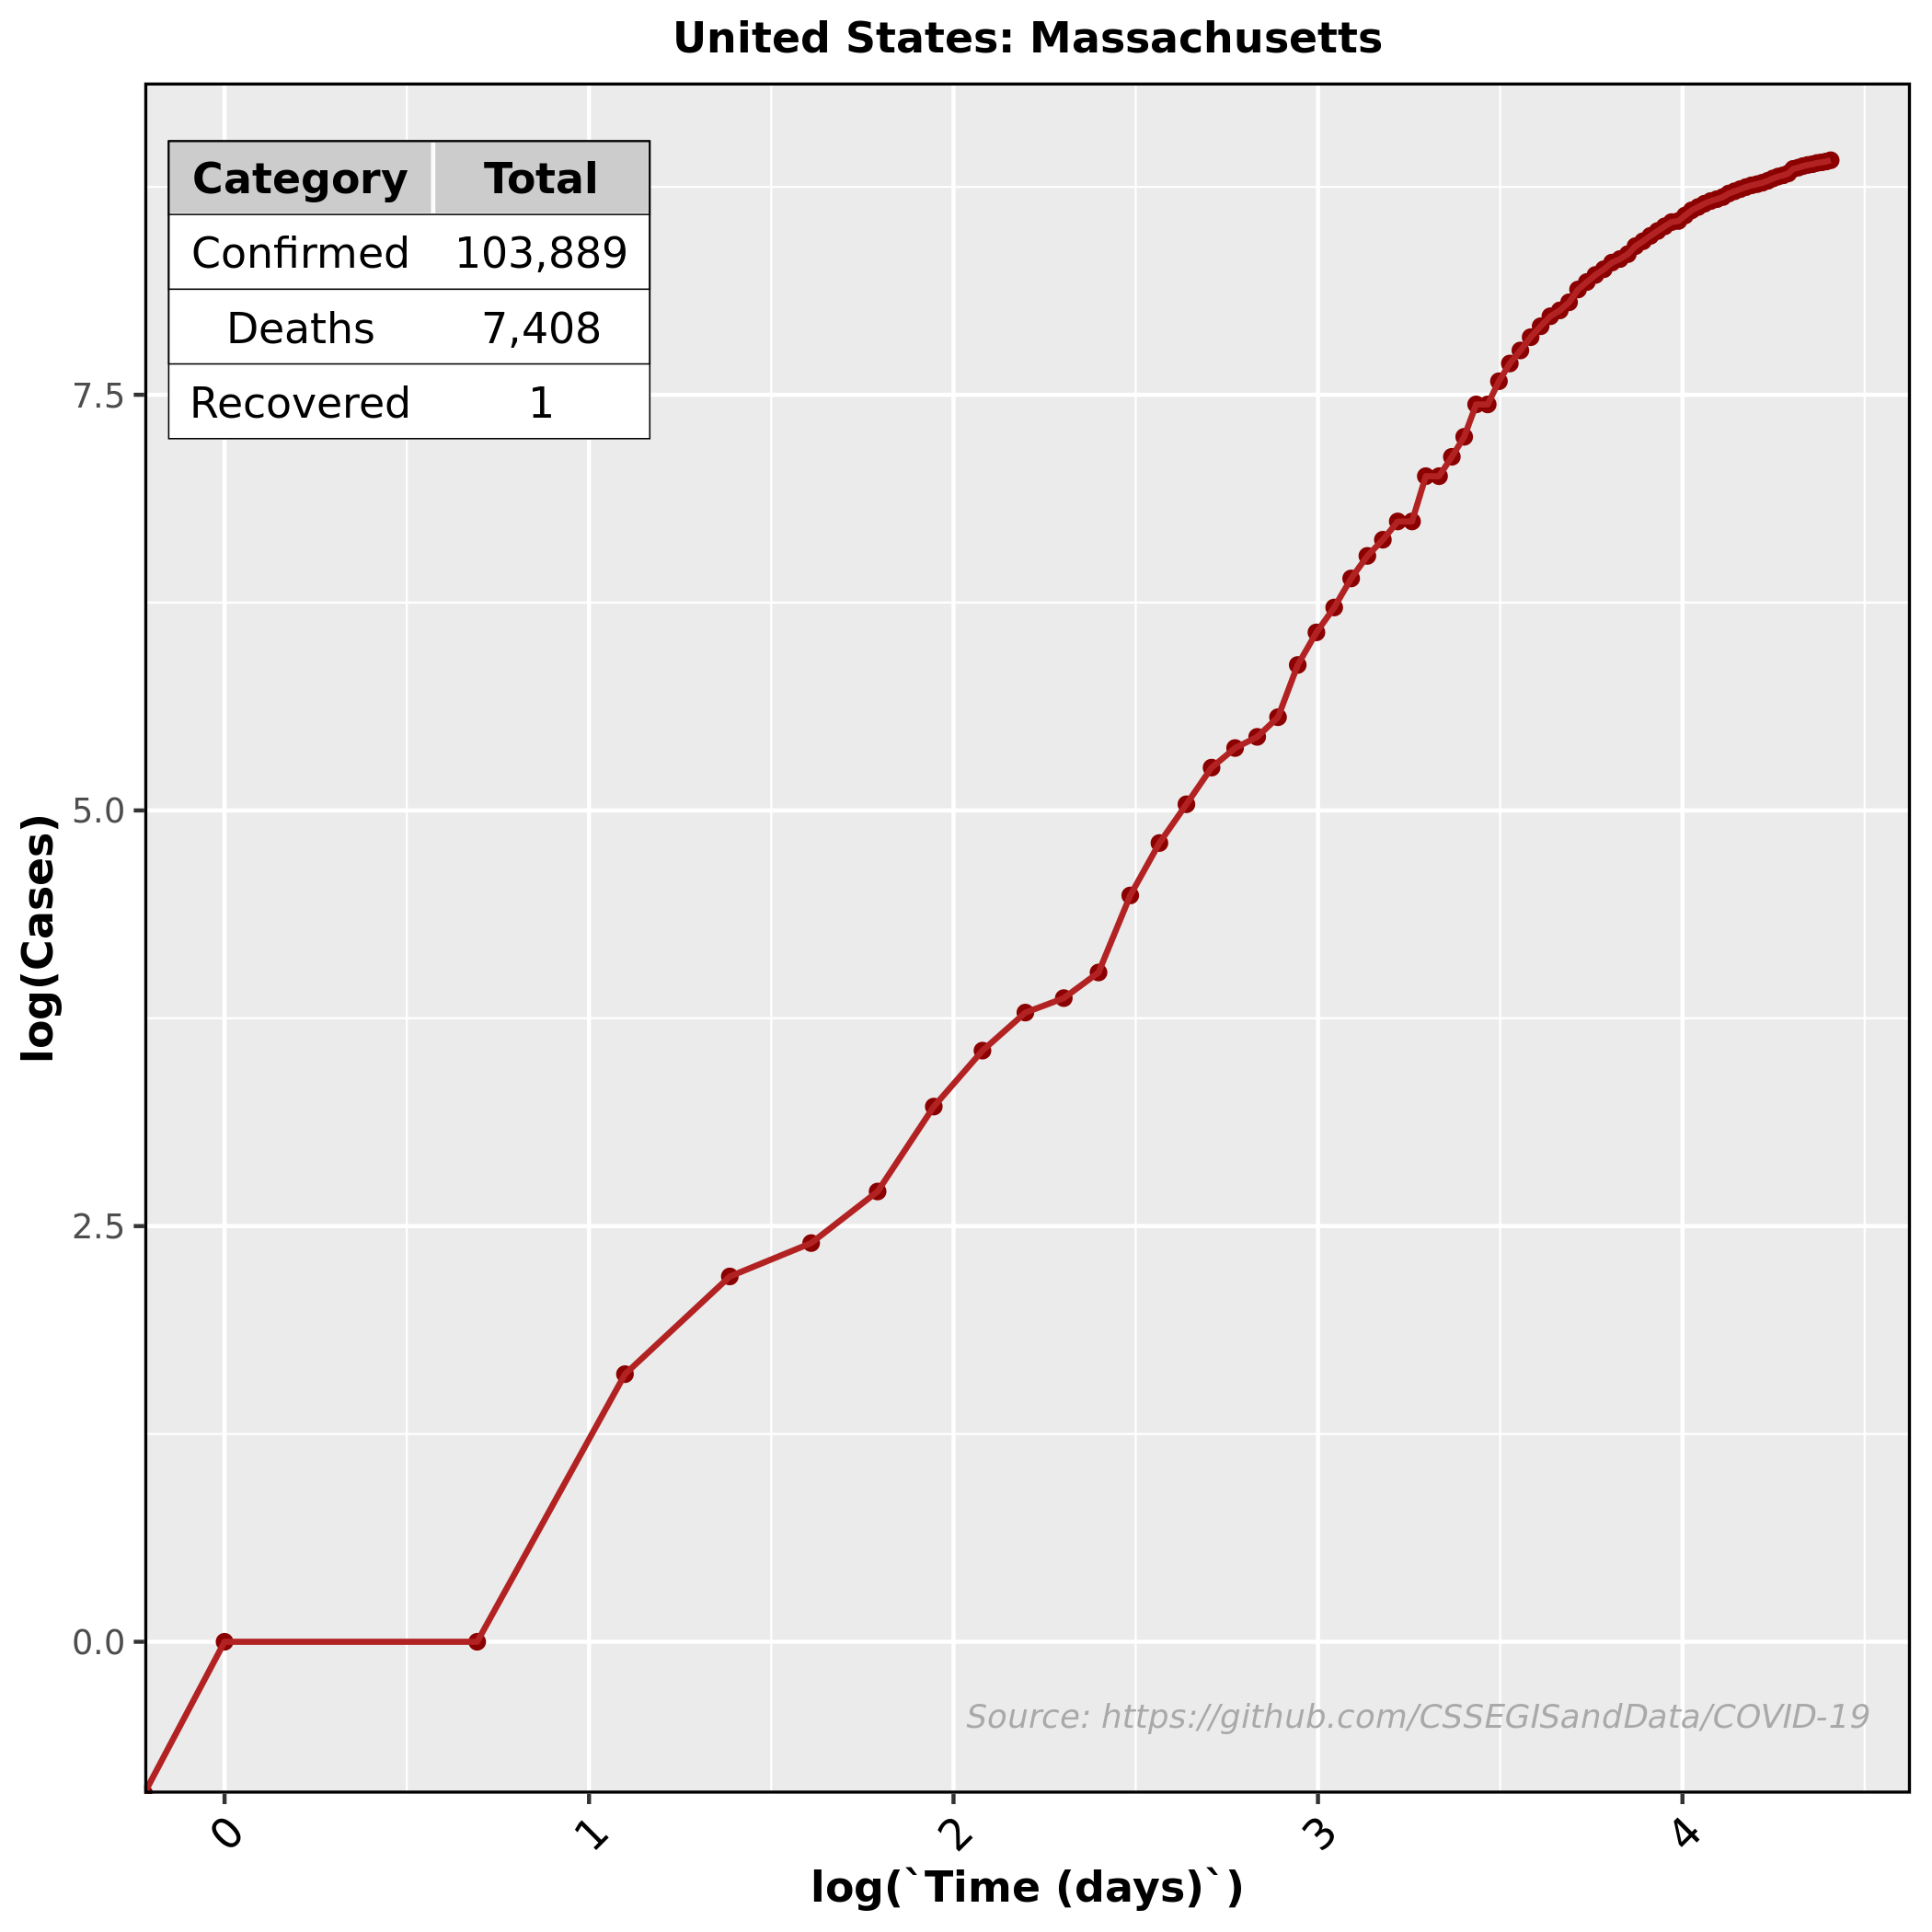 United States: Massachusetts
Category Total
Confirmed 103,889
Deaths 7,408
Recovered 1
7.5
5.0
2.5
0.0
log(Cases)
Source: https://github.com/CSSEGISandData/COVID-19
0 1 2 3 4
log(`Time (days)`)